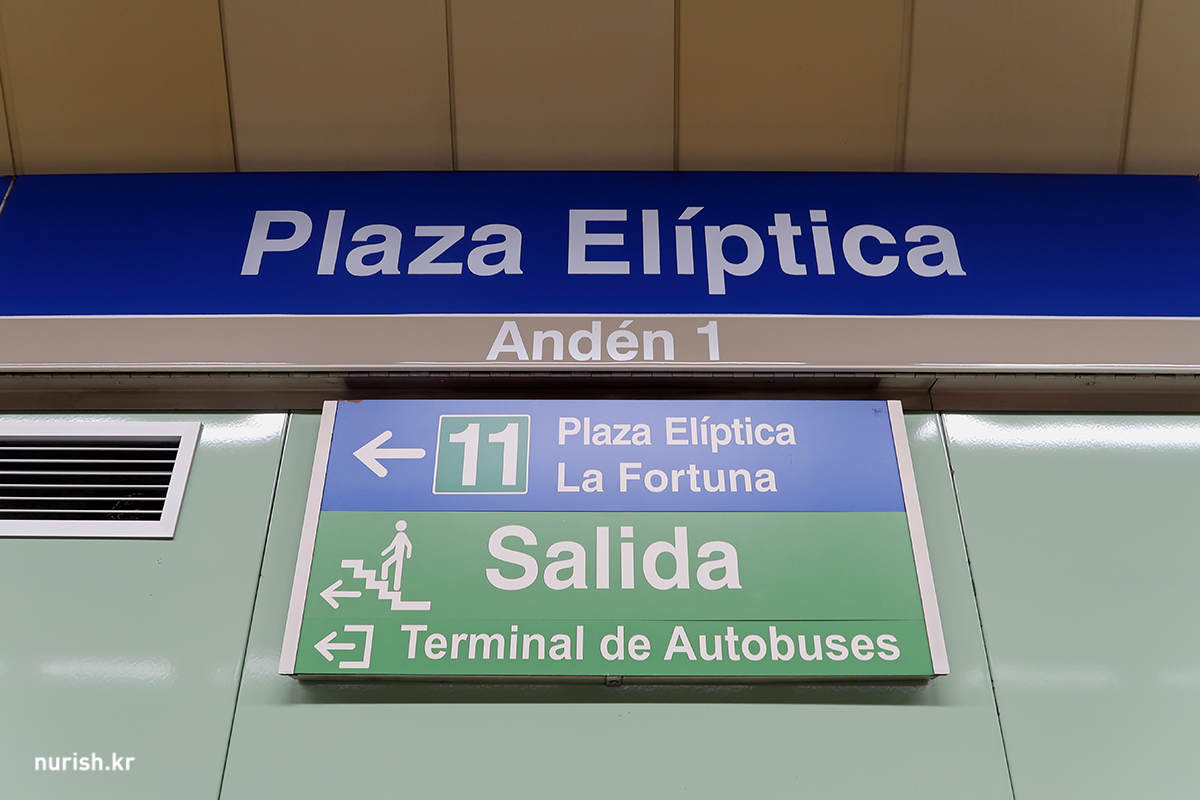 Plaza Elíptica
Andén 1
11 Plaza Elíptica
La Fortuna
Salida
Terminal de Autobuses
nurish.kr